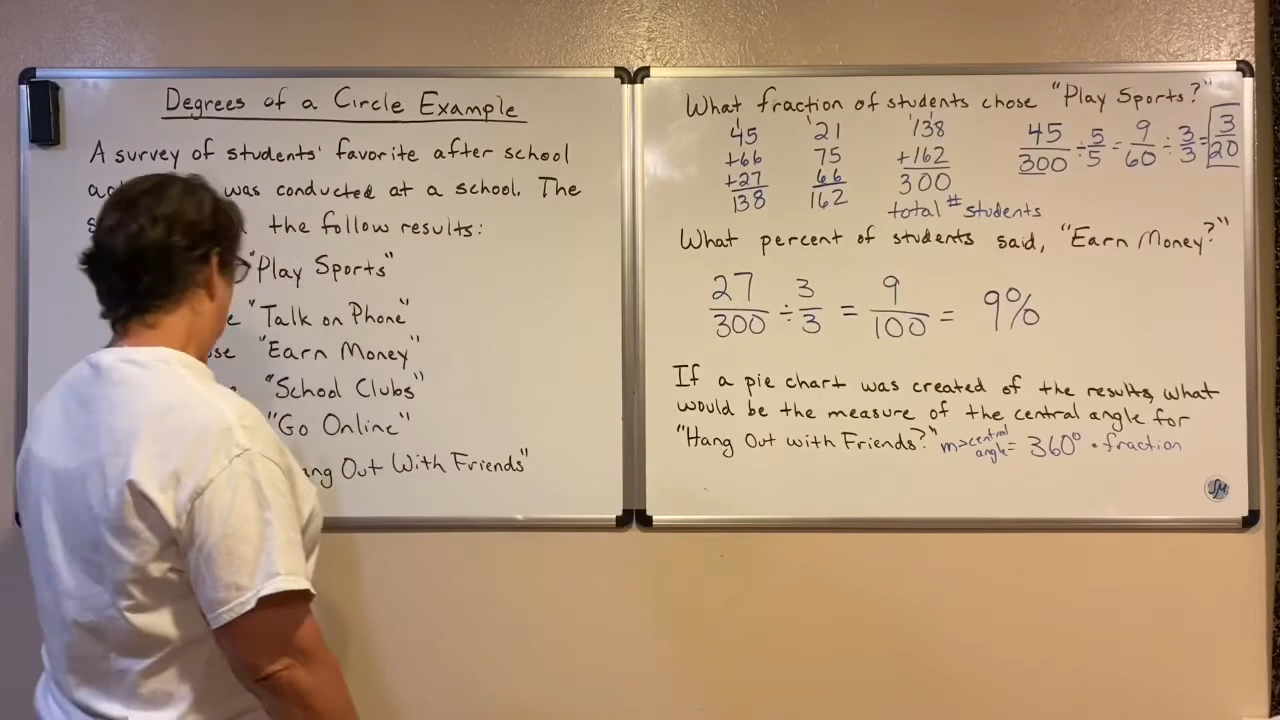 Degrees of a Circle Example
A survey of students' favorite after school
was conducted at a school. The
the follow results:
"Play Sports"
"Talk on Phone"
"Earn Money"
"School Clubs"
"Go Online"
Out With Friends"
What fraction of students chose "Play Sports?"
45 +66 +27 138
21 75 66 162
138 +162 300
45/300 ÷ 5/5 = 9/60 ÷ 3/3 = 3/20
total # students
What percent of students said, "Earn Money?"
27/300 ÷ 3/3 = 9/100 = 9%
If a pie chart was created of the results, what
would be the measure of the central angle for
"Hang Out with Friends?" m> central angle = 360° • fraction
SM